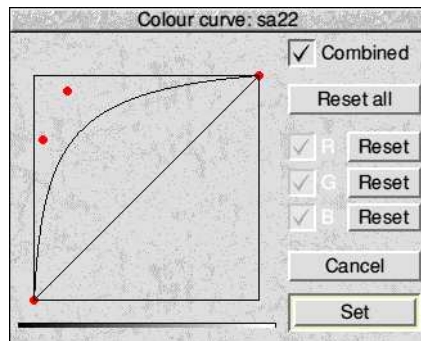 Colour curve: sa22
Combined
Reset all
R Reset
G Reset
B Reset
Cancel
Set